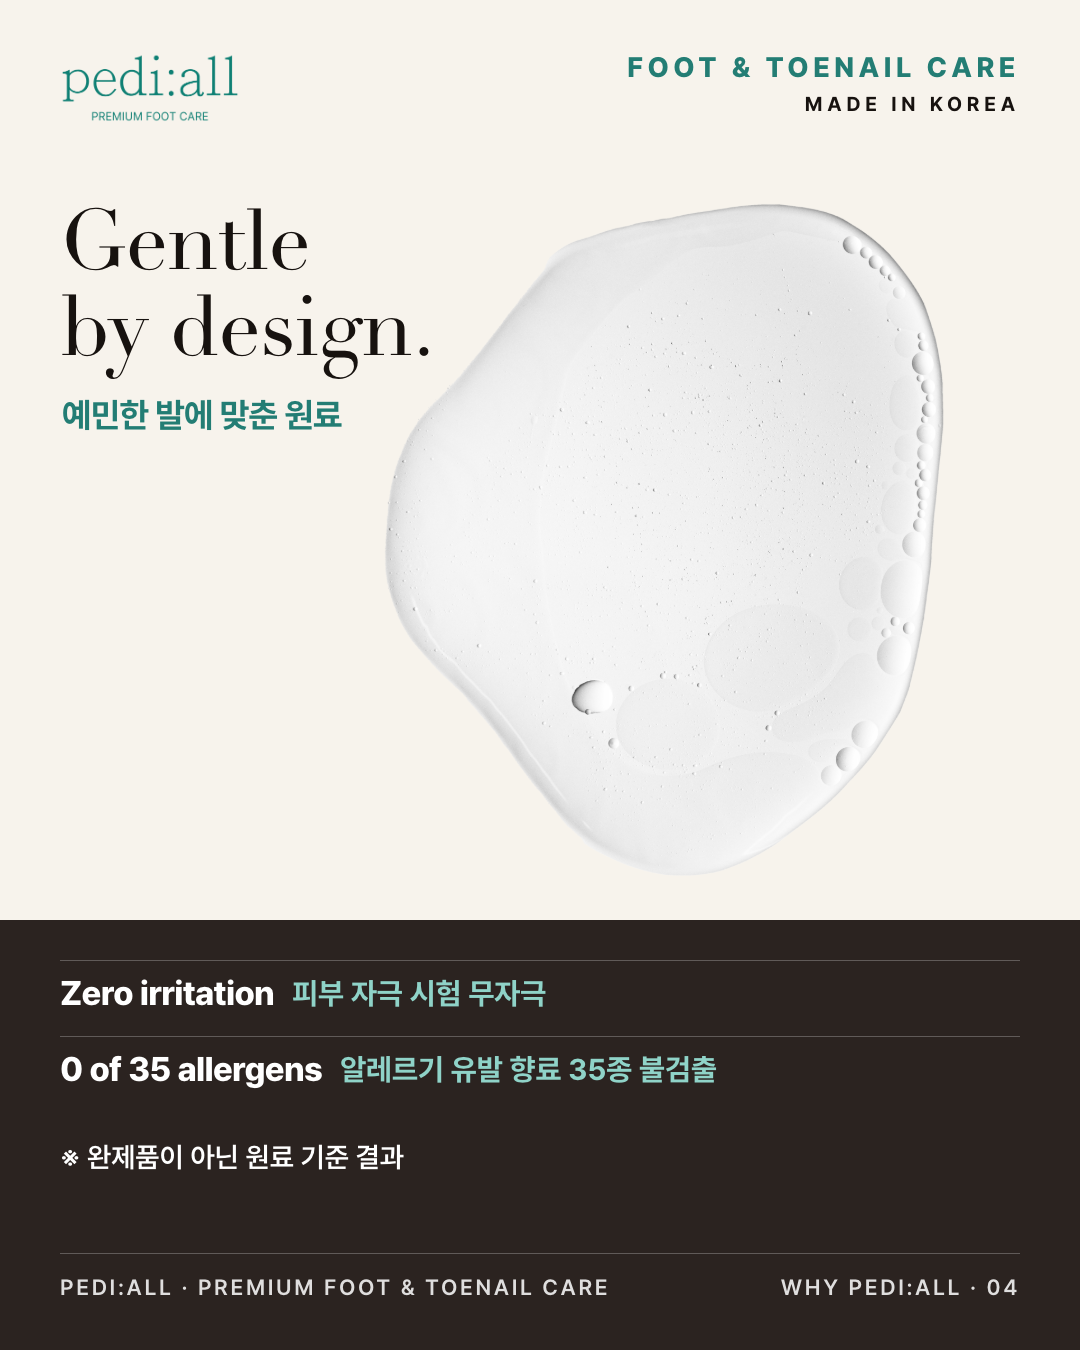 pedi:all
PREMIUM FOOT CARE
FOOT & TOENAIL CARE
MADE IN KOREA
Gentle
by design.
예민한 발에 맞춘 원료
Zero irritation 피부 자극 시험 무자극
0 of 35 allergens 알레르기 유발 향료 35종 불검출
※ 완제품이 아닌 원료 기준 결과
PEDI:ALL · PREMIUM FOOT & TOENAIL CARE
WHY PEDI:ALL · 04